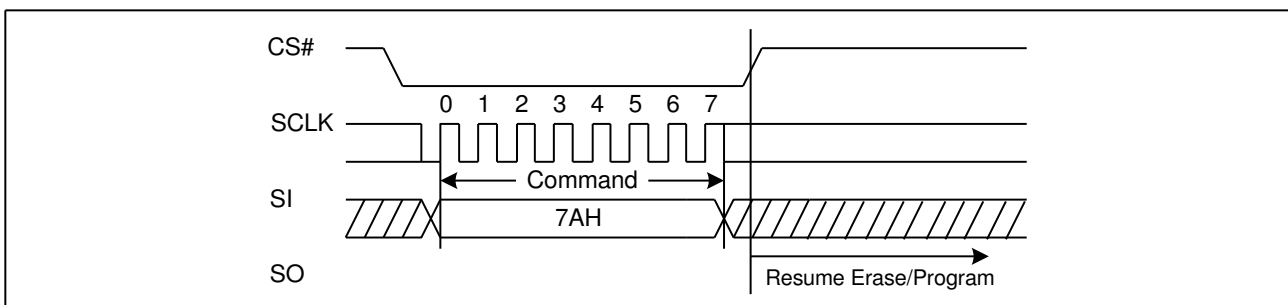 CS#
0 1 2 3 4 5 6 7
SCLK
Command
SI
7AH
SO
Resume Erase/Program